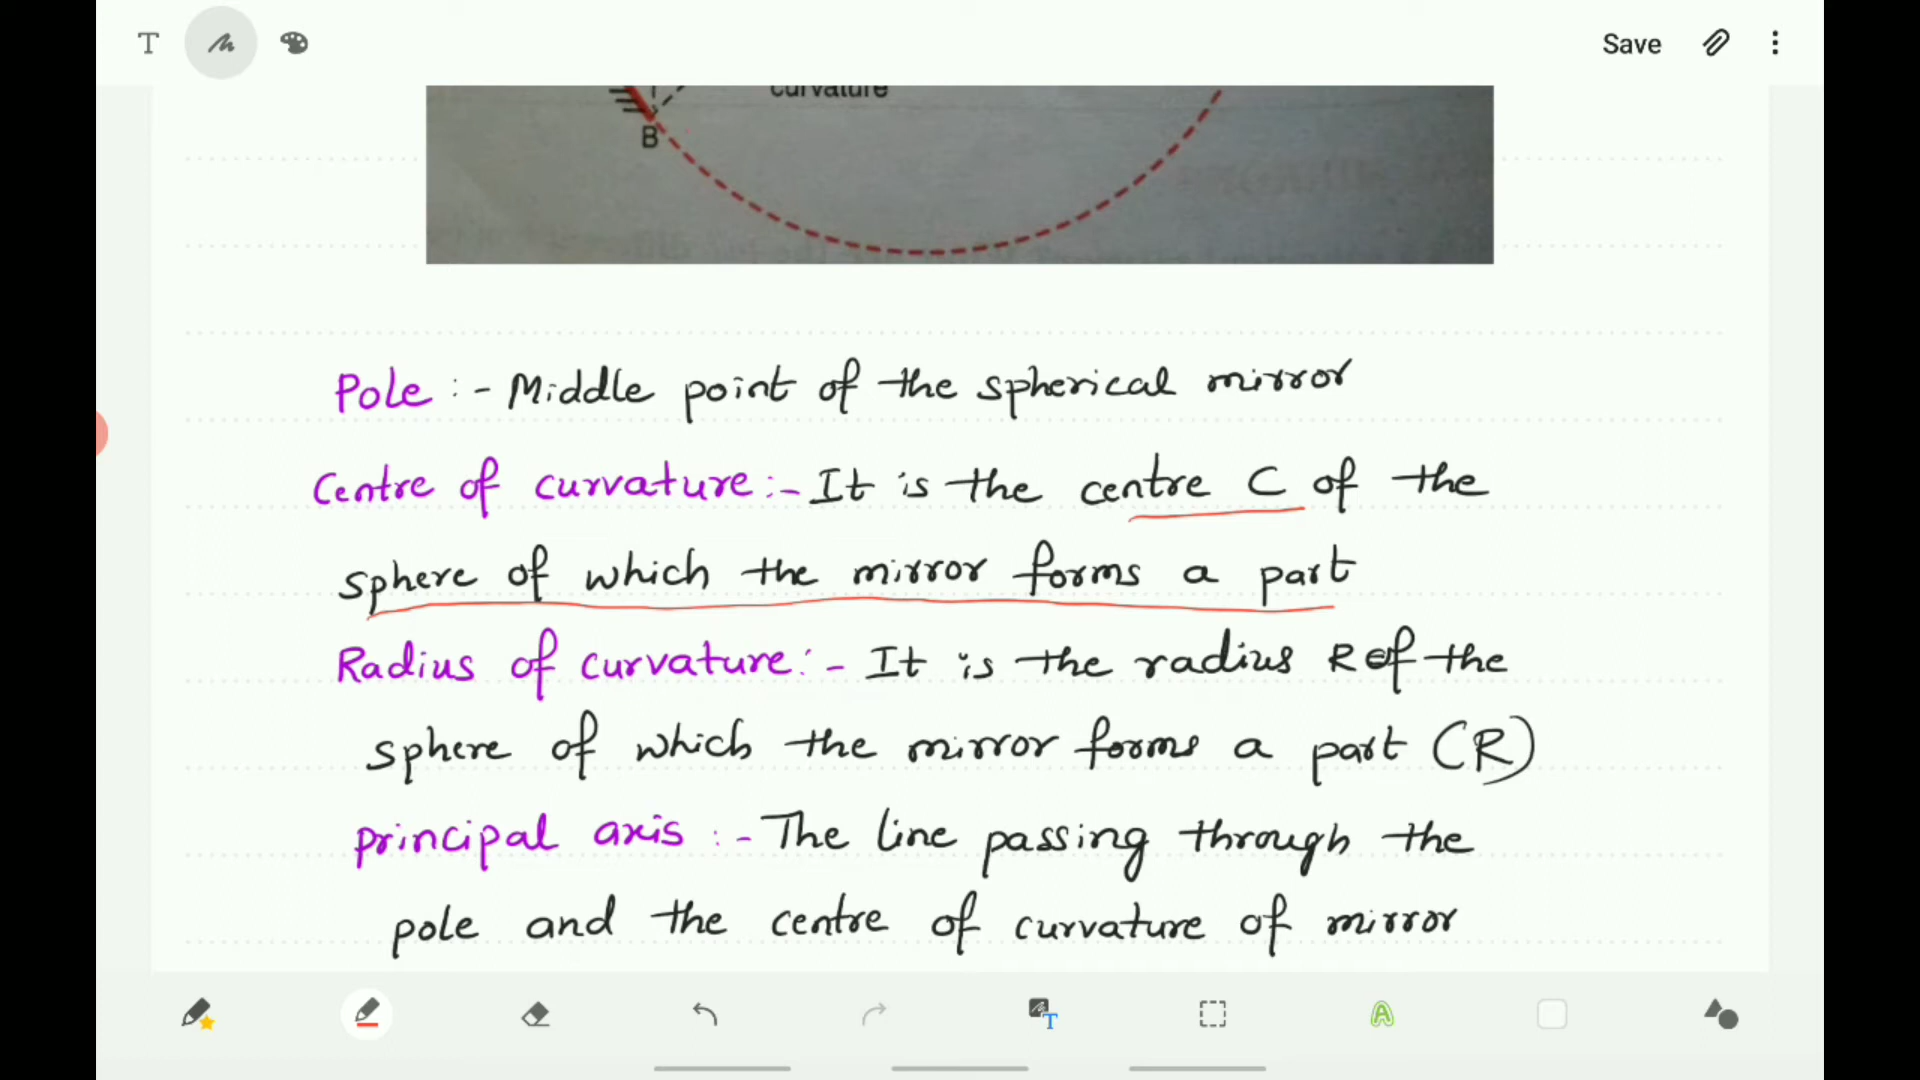 T
Save
curvature
B
Pole :- Middle point of the spherical mirror
Centre of curvature :- It is the centre C of the
sphere of which the mirror forms a part
Radius of curvature :- It is the radius R of the
sphere of which the mirror forms a part (R)
principal axis :- The line passing through the
pole and the centre of curvature of mirror
T
A